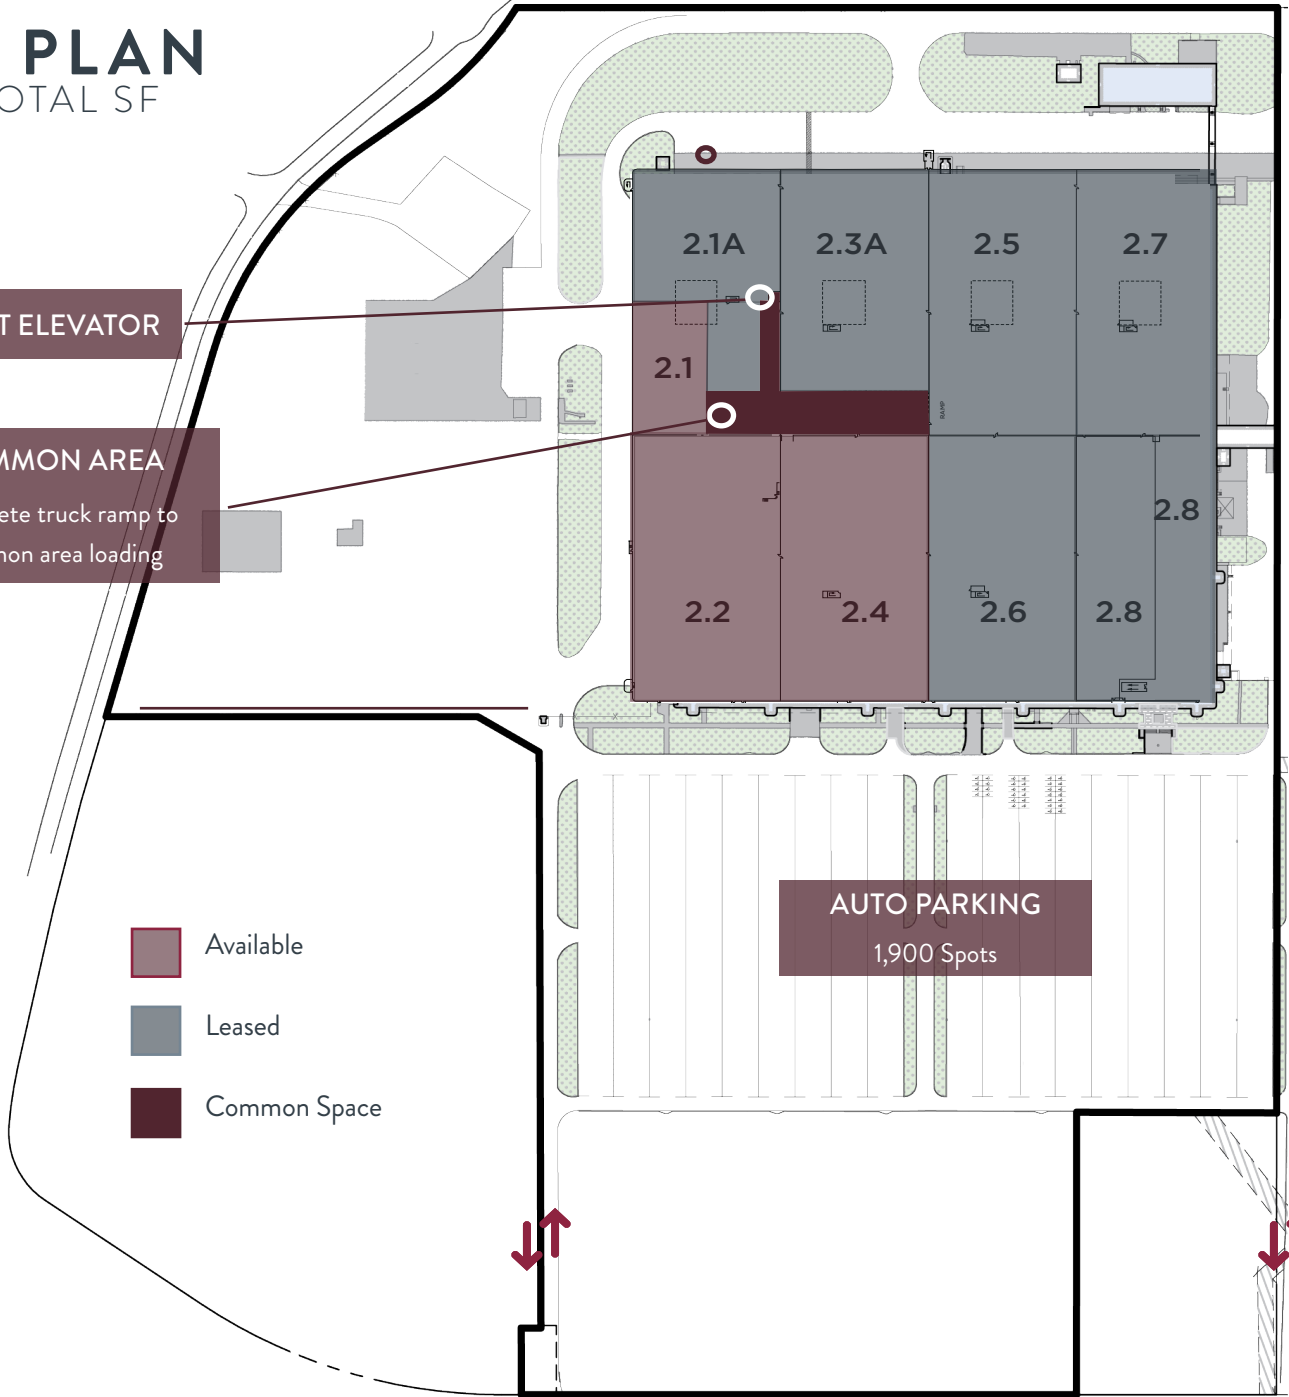 PLAN
OTAL SF
2.1A
2.3A
2.5
2.7
T ELEVATOR
2.1
RAMP
MMON AREA
ete truck ramp to
mon area loading
2.8
2.2
2.4
2.6
2.8
AUTO PARKING
1,900 Spots
Available
Leased
Common Space